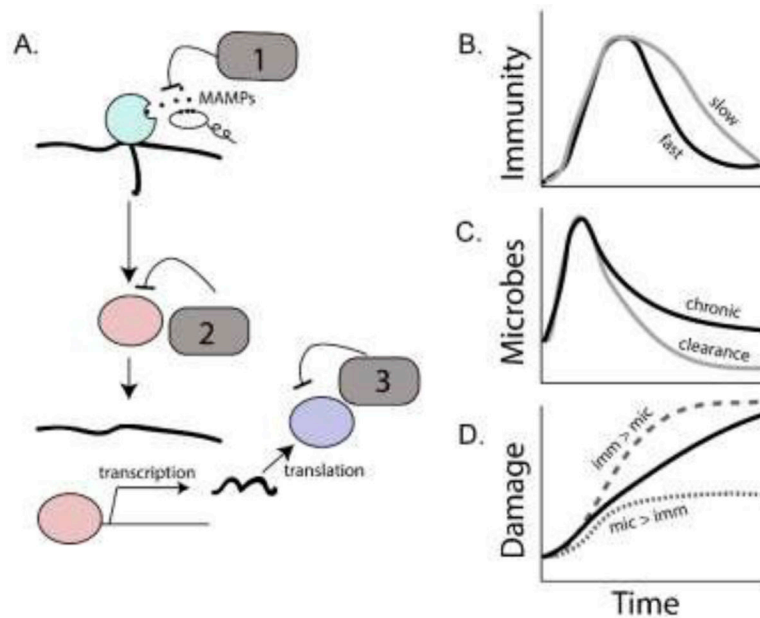 A.
1
MAMPs
2
3
transcription
translation
B.
Immunity
slow
fast
C.
Microbes
chronic
clearance
D.
Damage
imm > mic
mic > imm
Time